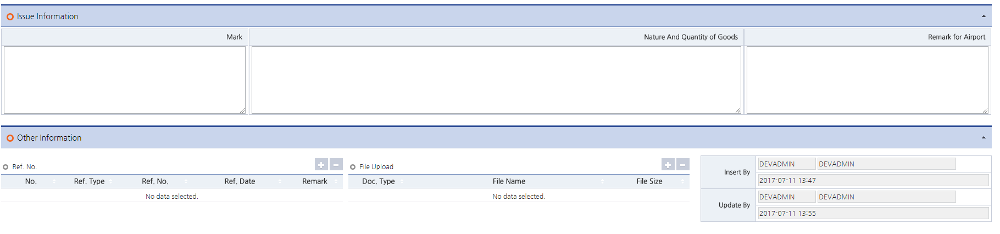 Issue Information
Mark Nature And Quantity of Goods Remark for Airport
Other Information
Ref. No.
No. Ref. Type Ref. No. Ref. Date Remark
No data selected.
File Upload
Doc. Type File Name File Size
No data selected.
Insert By DEVADMIN DEVADMIN
2017-07-11 13:47
Update By DEVADMIN DEVADMIN
2017-07-11 13:55